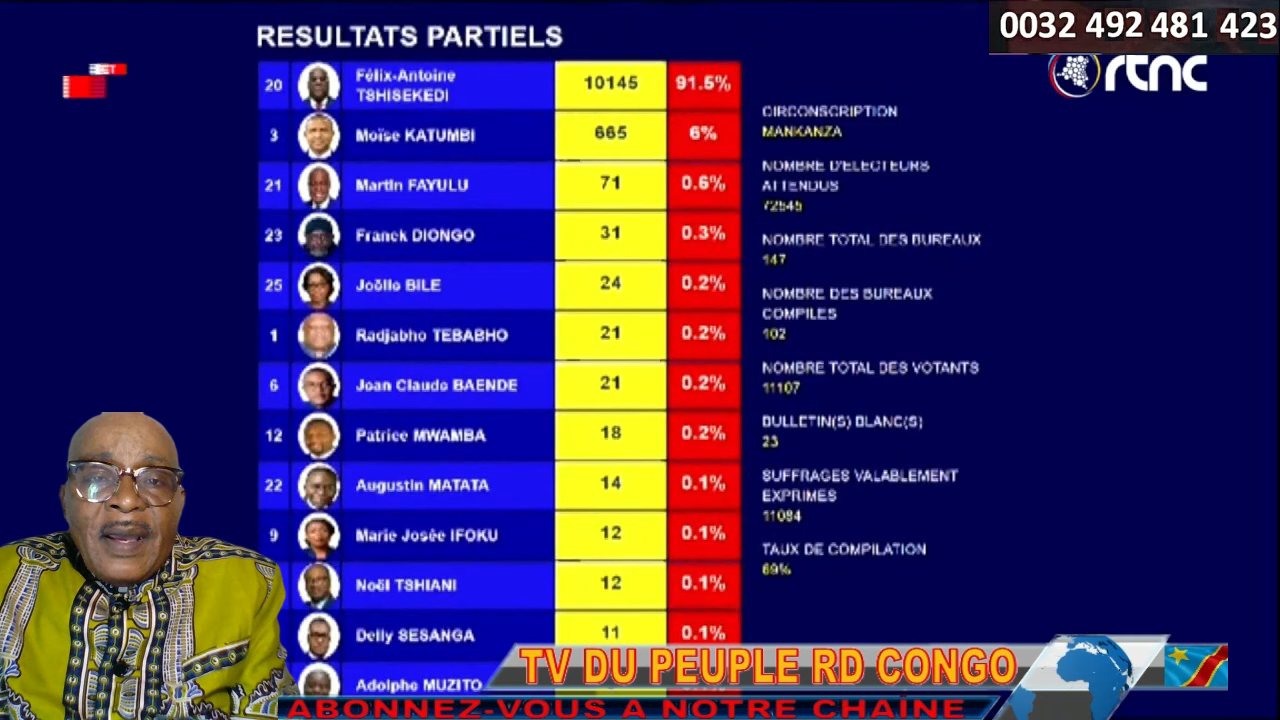 RESULTATS PARTIELS
0032 492 481 423
rtnc
20 Félix-Antoine TSHISEKEDI 10145 91.5%
3 Moïse KATUMBI 665 6%
21 Martin FAYULU 71 0.6%
23 Franck DIONGO 31 0.3%
25 Joëlle BILE 24 0.2%
1 Radjabho TEBABHO 21 0.2%
6 Jean Claude BAENDE 21 0.2%
12 Patrice MWAMBA 18 0.2%
22 Augustin MATATA 14 0.1%
9 Marie Josée IFOKU 12 0.1%
Noël TSHIANI 12 0.1%
Delly SESANGA 11 0.1%
Adolphe MUZITO
CIRCONSCRIPTION
MANKANZA
NOMBRE D'ELECTEURS
ATTENDUS
72545
NOMBRE TOTAL DES BUREAUX
147
NOMBRE DES BUREAUX
COMPILES
102
NOMBRE TOTAL DES VOTANTS
11107
BULLETIN(S) BLANC(S)
23
SUFFRAGES VALABLEMENT
EXPRIMES
11084
TAUX DE COMPILATION
69%
TV DU PEUPLE RD CONGO
ABONNEZ-VOUS A NOTRE CHAINE